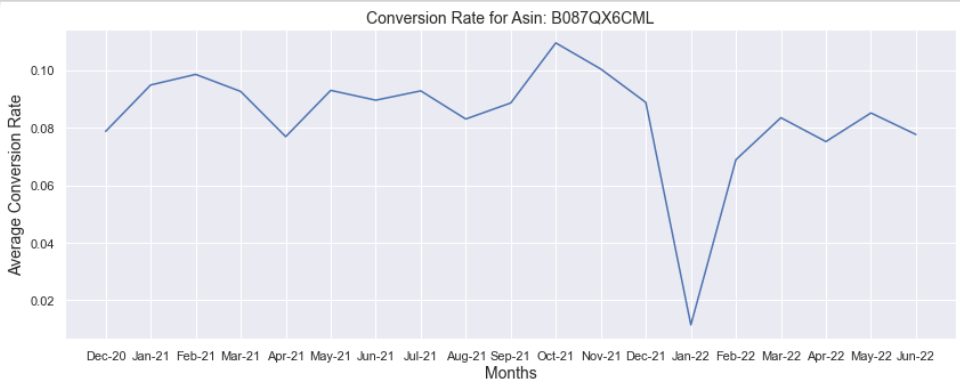 Conversion Rate for Asin: B087QX6CML
Average Conversion Rate
0.10
0.08
0.06
0.04
0.02
Dec-20 Jan-21 Feb-21 Mar-21 Apr-21 May-21 Jun-21 Jul-21 Aug-21 Sep-21 Oct-21 Nov-21 Dec-21 Jan-22 Feb-22 Mar-22 Apr-22 May-22 Jun-22
Months